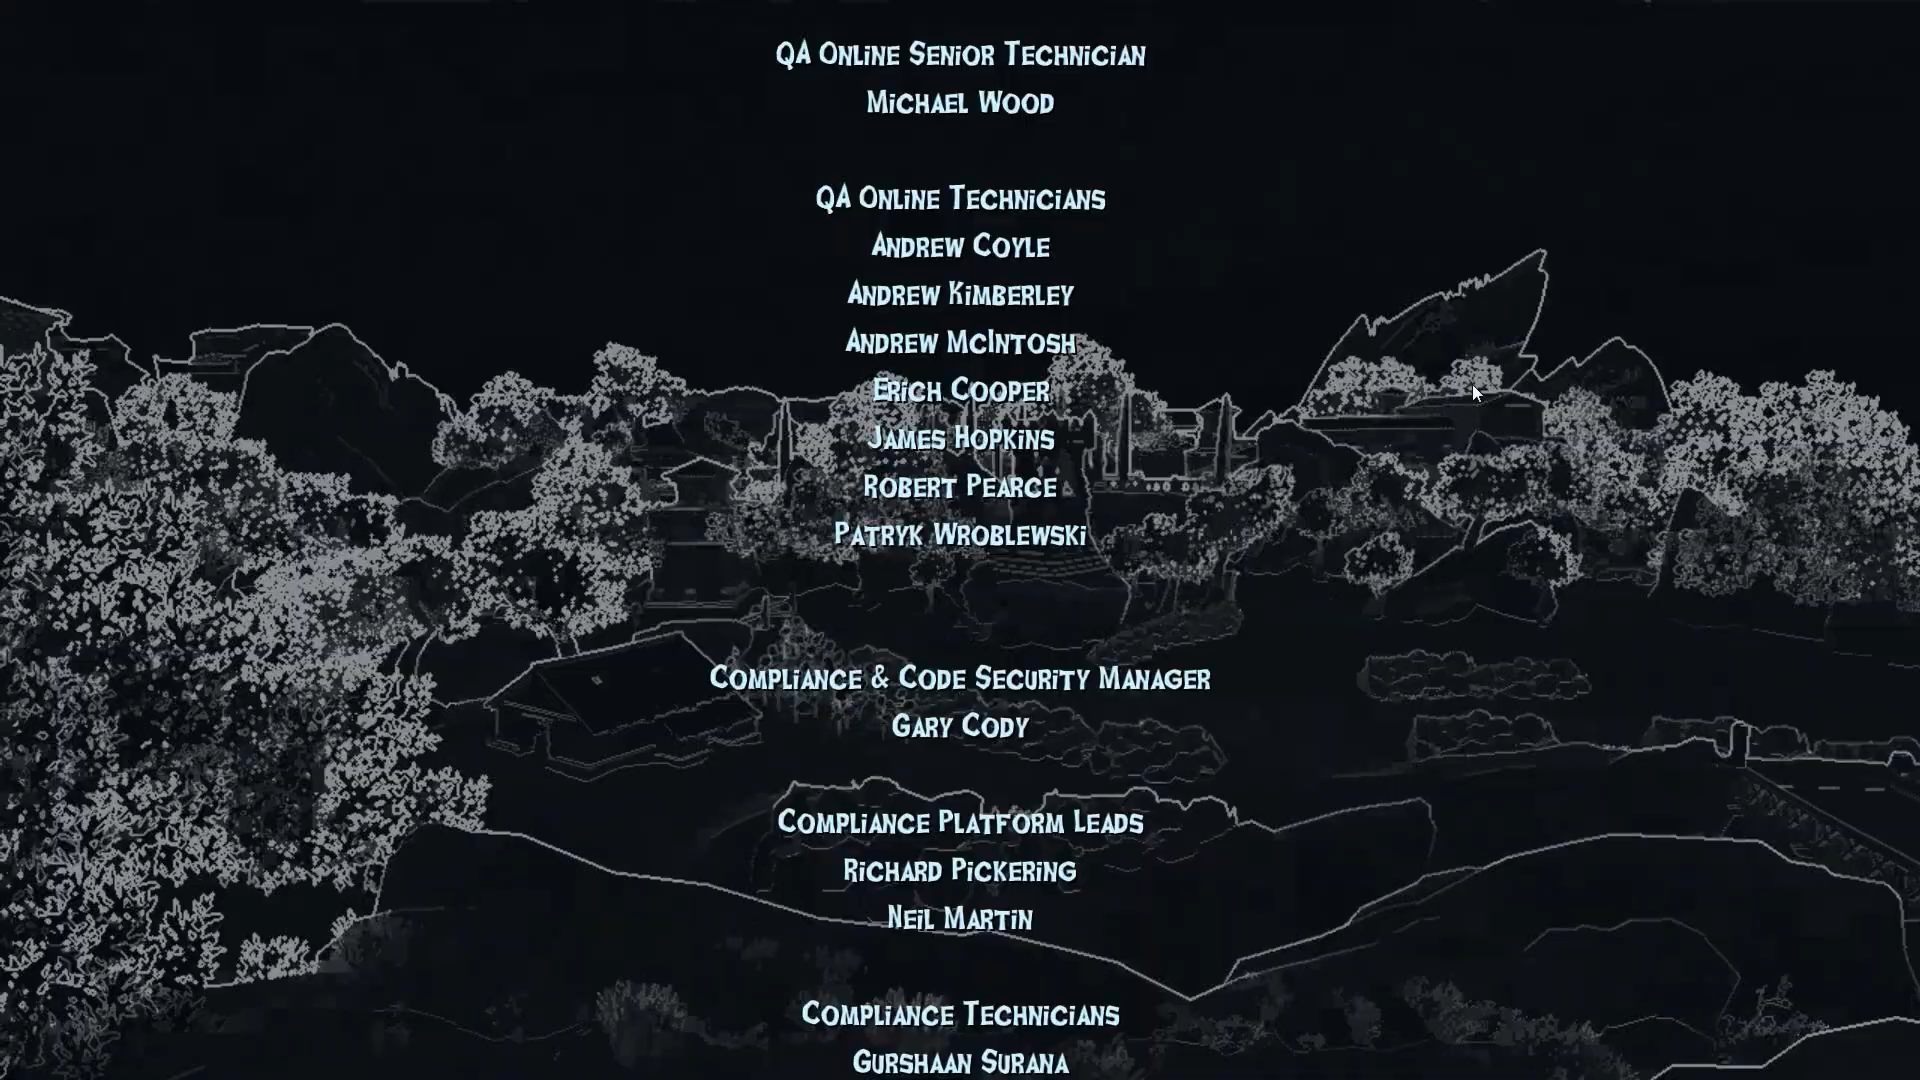 QA Online Senior Technician
Michael Wood
QA Online Technicians
Andrew Coyle
Andrew Kimberley
Andrew McIntosh
Erich Cooper
James Hopkins
Robert Pearce
Patryk Wroblewski
Compliance & Code Security Manager
Gary Cody
Compliance Platform Leads
Richard Pickering
Neil Martin
Compliance Technicians
Gurshaan Surana